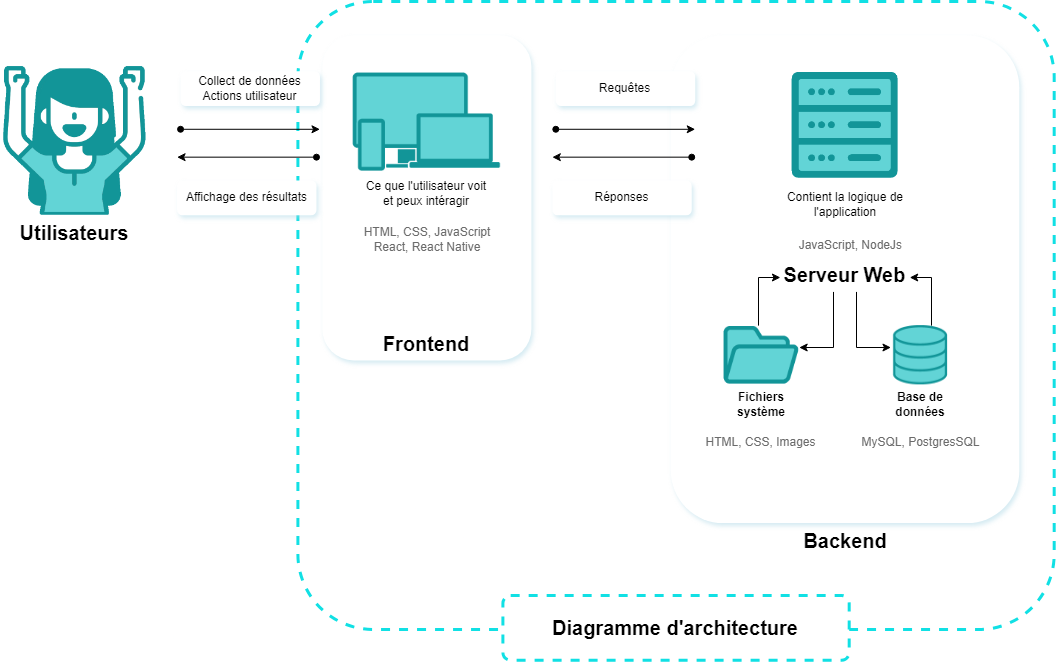 Collect de données
Actions utilisateur
Affichage des résultats
Utilisateurs
Ce que l'utilisateur voit
et peux intéragir
HTML, CSS, JavaScript
React, React Native
Frontend
Requêtes
Réponses
Contient la logique de
l'application
JavaScript, NodeJs
Serveur Web
Fichiers
système
HTML, CSS, Images
Base de
données
MySQL, PostgresSQL
Backend
Diagramme d'architecture